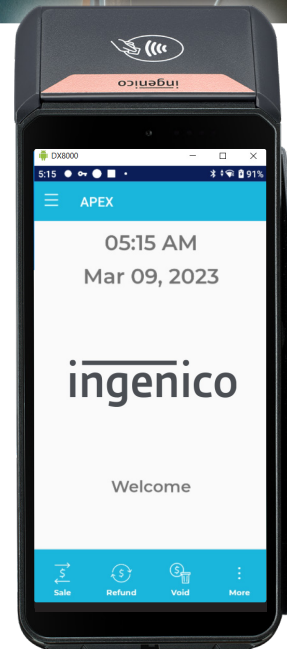 ingenico
DX8000
5:15 91%
APEX
05:15 AM
Mar 09, 2023
ingenico
Welcome
Sale Refund Void More